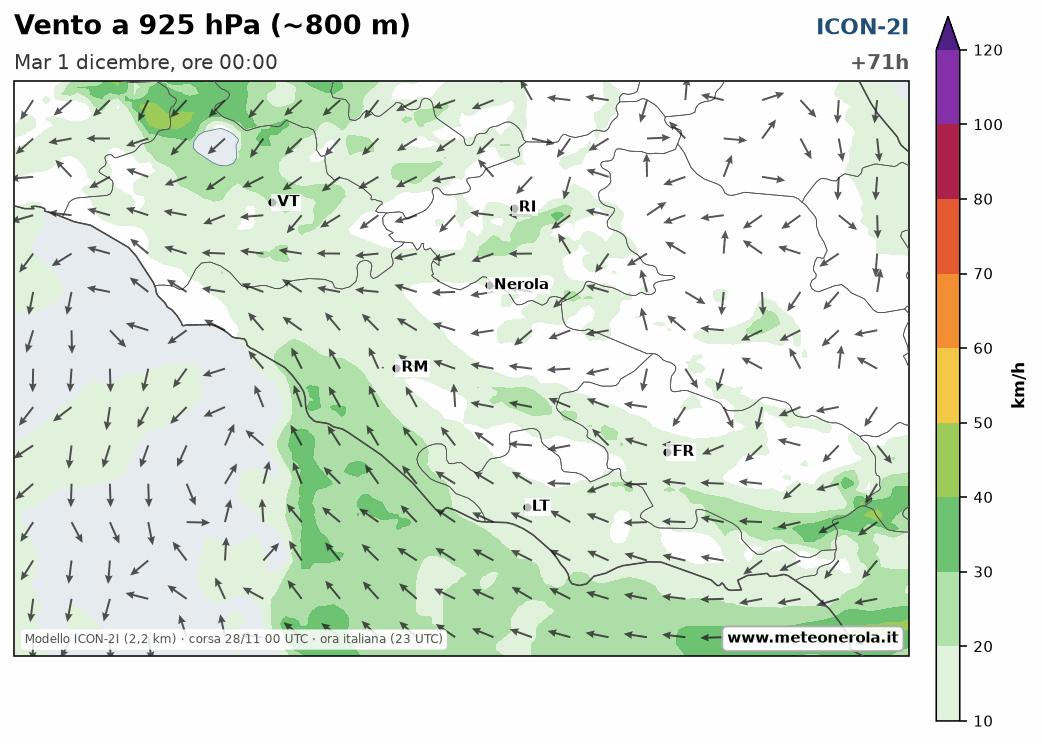 Vento a 925 hPa (~800 m)
ICON-2I
Mar 1 dicembre, ore 00:00
+71h
120
100
80
70
60
50
40
30
20
10
km/h
VT
RI
Nerola
RM
FR
LT
Modello ICON-2I (2,2 km) · corsa 28/11 00 UTC · ora italiana (23 UTC)
www.meteonerola.it